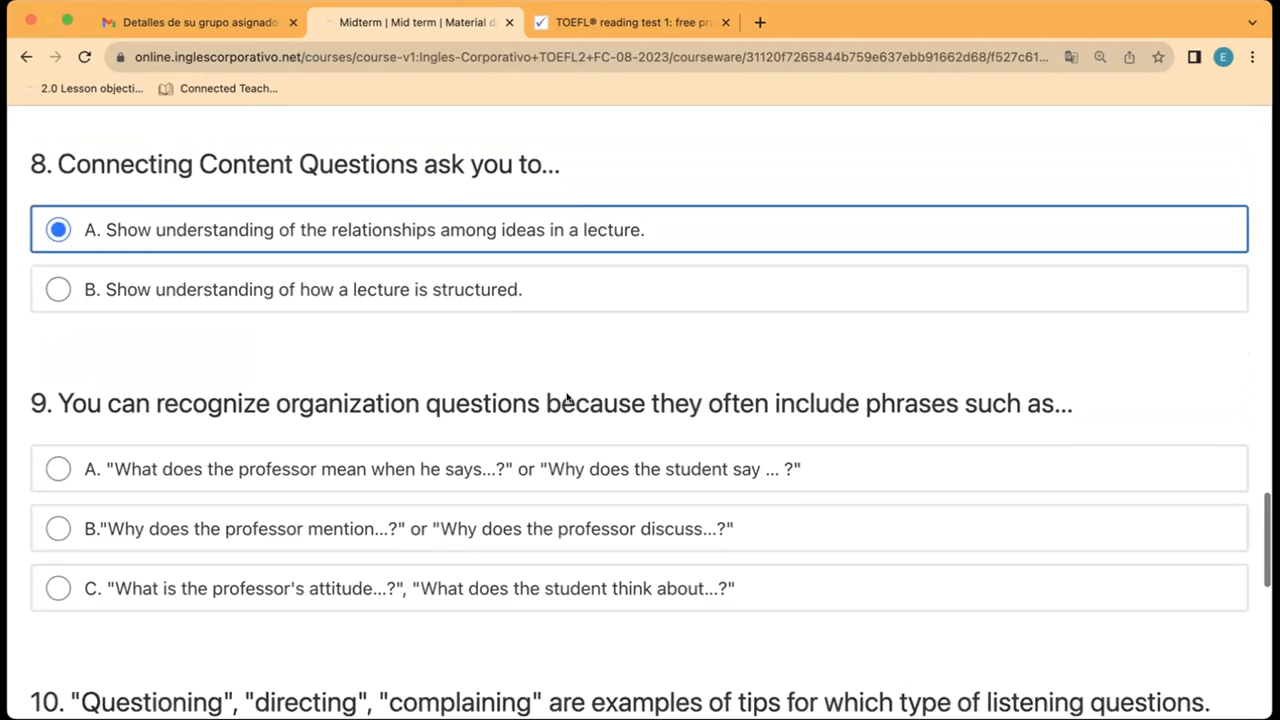 Detalles de su grupo asignado
Midterm | Mid term | Material d
TOEFL® reading test 1: free pr
online.inglescorporativo.net/courses/course-v1:Ingles-Corporativo+TOEFL2+FC-08-2023/courseware/31120f7265844b759e637ebb91662d68/f527c61...
E
2.0 Lesson objecti...
Connected Teach...
8. Connecting Content Questions ask you to...
A. Show understanding of the relationships among ideas in a lecture.
B. Show understanding of how a lecture is structured.
9. You can recognize organization questions because they often include phrases such as...
A. "What does the professor mean when he says...?" or "Why does the student say ... ?"
B."Why does the professor mention...?" or "Why does the professor discuss...?"
C. "What is the professor's attitude...?", "What does the student think about...?"
10. "Questioning", "directing", "complaining" are examples of tips for which type of listening questions.